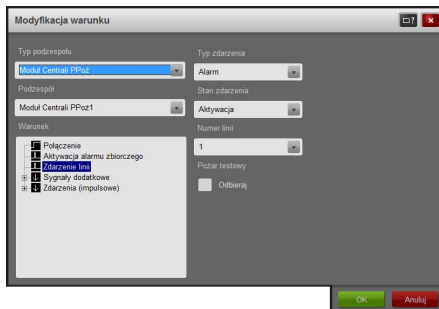 Modyfikacja warunku
?
Typ podzespołu
Moduł Centrali PPoż
Podzespół
Moduł Centrali PPoż1
Warunek
Połączenie
Aktywacja alarmu zbiorczego
Zdarzenie linii
Sygnały dodatkowe
Zdarzenia (impulsowe)
Typ zdarzenia
Alarm
Stan zdarzenia
Aktywacja
Numer linii
1
Pożar testowy
Odbieraj
OK
Anuluj